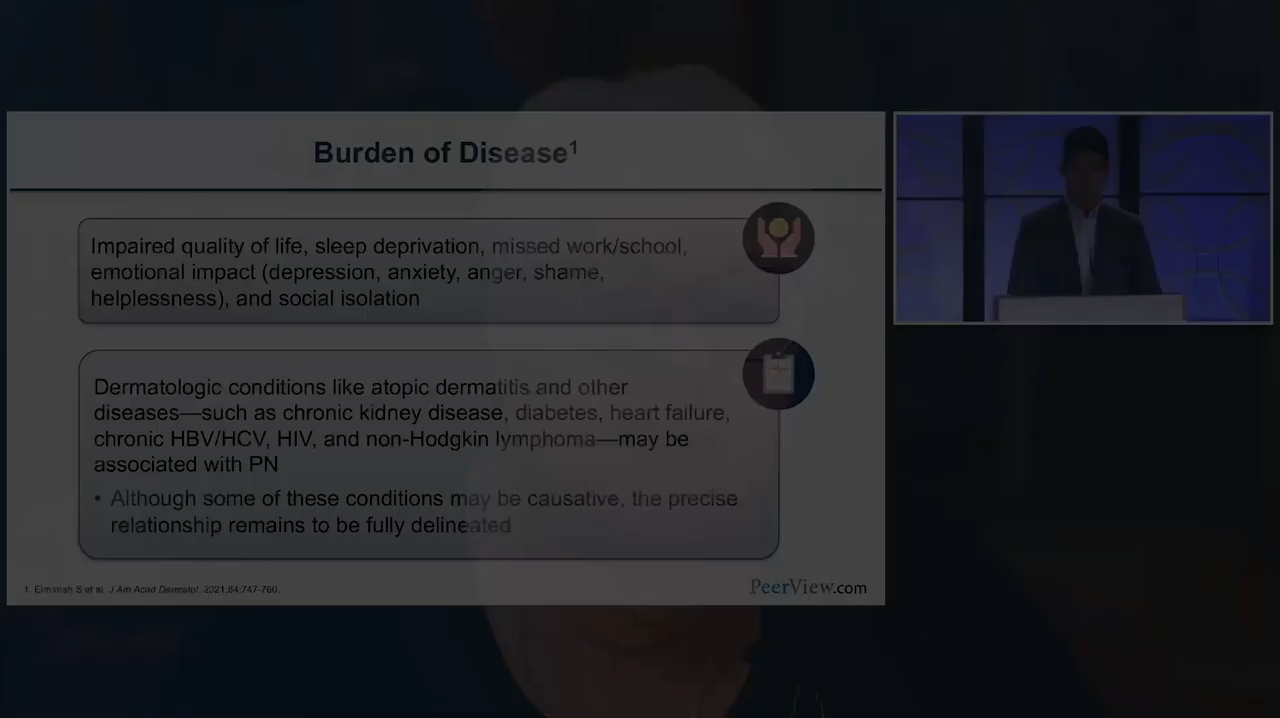 Burden of Disease1
Impaired quality of life, sleep deprivation, missed work/school,
emotional impact (depression, anxiety, anger, shame,
helplessness), and social isolation
Dermatologic conditions like atopic dermatitis and other
diseases—such as chronic kidney disease, diabetes, heart failure,
chronic HBV/HCV, HIV, and non-Hodgkin lymphoma—may be
associated with PN
• Although some of these conditions may be causative, the precise
relationship remains to be fully delineated
1. Elmariah S et al. J Am Acad Dermatol. 2021;84:747-760.
PeerView.com